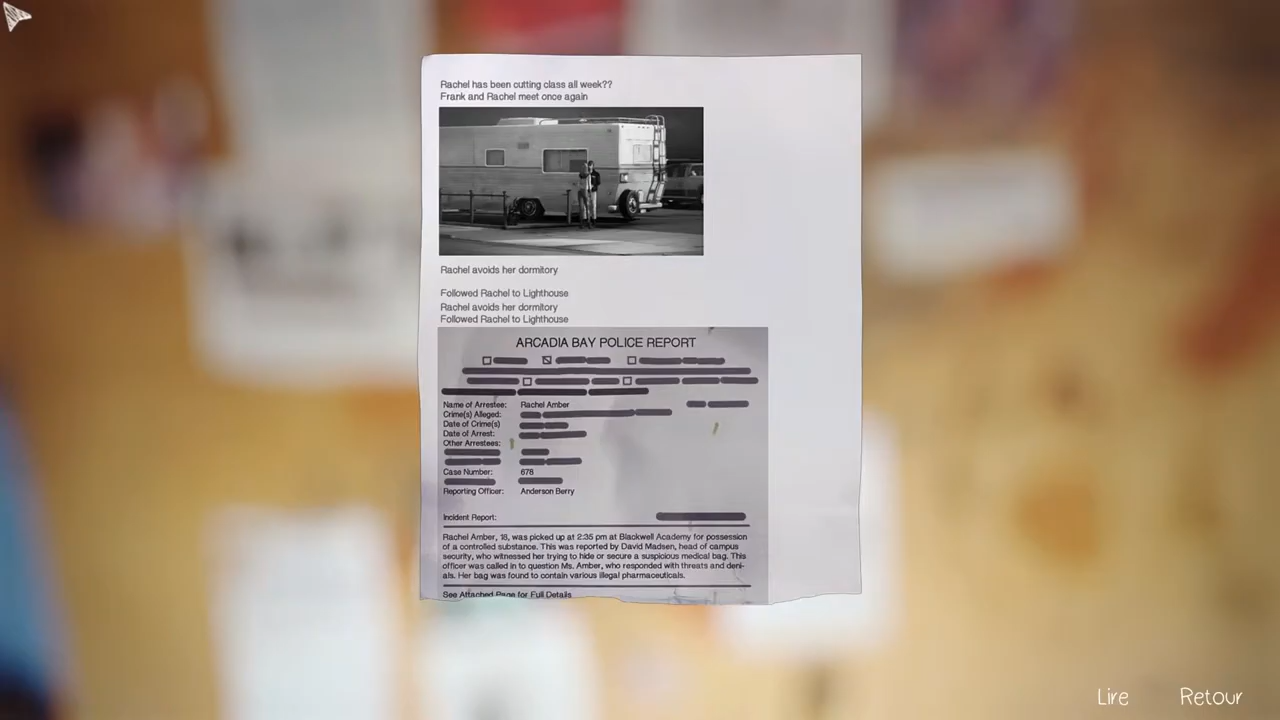 Rachel has been cutting class all week??
Frank and Rachel meet once again
Rachel avoids her dormitory
Followed Rachel to Lighthouse
Rachel avoids her dormitory
Followed Rachel to Lighthouse
ARCADIA BAY POLICE REPORT
Name of Arrestee: Rachel Amber
Crime(s) Alleged:
Date of Crime(s)
Date of Arrest:
Other Arrestees:
Case Number: 678
Reporting Officer: Anderson Berry
Incident Report:
Rachel Amber, 18, was picked up at 2:35 pm at Blackwell Academy for possession
of a controlled substance. This was reported by David Madsen, head of campus
security, who witnessed her trying to hide or secure a suspicious medical bag. This
officer was called in to question Ms. Amber, who responded with threats and deni-
als. Her bag was found to contain various illegal pharmaceuticals.
See Attached Page for Full Details
Lire Retour